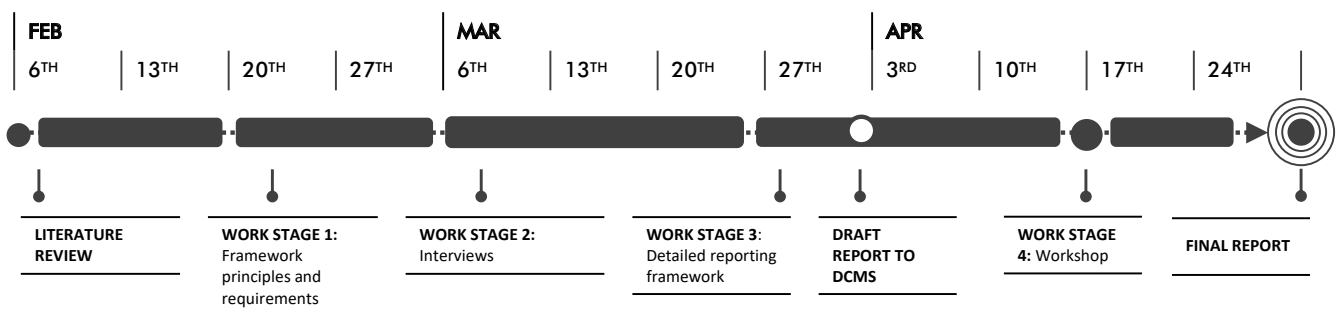 FEB
MAR
APR
6TH
13TH
20TH
27TH
6TH
13TH
20TH
27TH
3RD
10TH
17TH
24TH
LITERATURE
REVIEW
WORK STAGE 1:
Framework
principles and
requirements
WORK STAGE 2:
Interviews
WORK STAGE 3:
Detailed reporting
framework
DRAFT
REPORT TO
DCMS
WORK STAGE
4: Workshop
FINAL REPORT